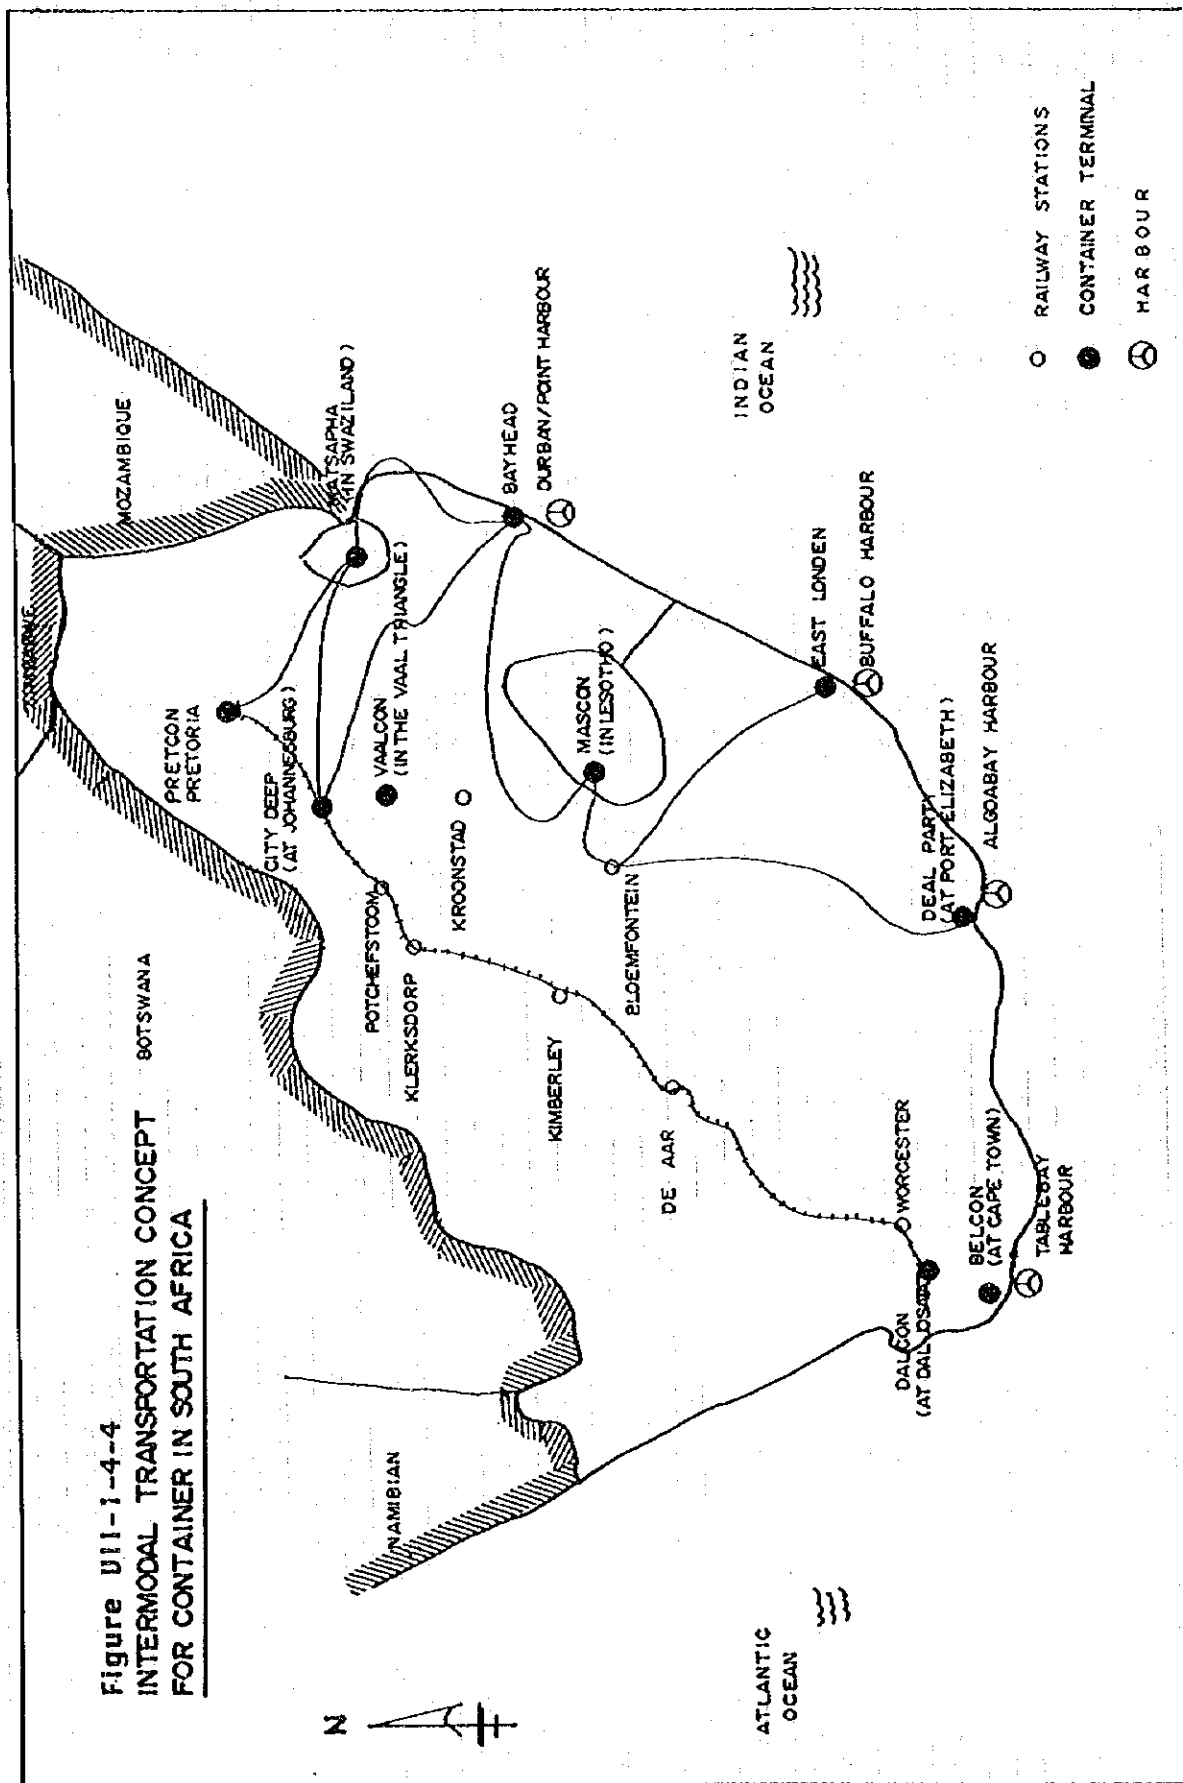 Figure VII-1-4-4
INTERMODAL TRANSPORTATION CONCEPT
FOR CONTAINER IN SOUTH AFRICA
N
NAMIBIAN
BOTSWANA
MOZAMBIQUE
PRETCON
PRETORIA
CITY DEEP
(AT JOHANNESBURG)
MATSAPHA
(IN SWAZILAND)
VAALCON
(IN THE VAAL TRIANGLE)
POTCHEFSTOOM
KLERKSDORP
KROONSTAD
BAYHEAD
DURBAN/POINT HARBOUR
KIMBERLEY
BLOEMFONTEIN
MASCON
(IN LESOTHO)
DE AAR
INDIAN
OCEAN
EAST LONDEN
BUFFALO HARBOUR
WORCESTER
DALCON
(AT DALJOSAPHAT)
DEAL PARTY
(AT PORT ELIZABETH)
ALGOABAY HARBOUR
BELCON
(AT CAPE TOWN)
TABLEBAY
HARBOUR
ATLANTIC
OCEAN
RAILWAY STATIONS
CONTAINER TERMINAL
HARBOUR